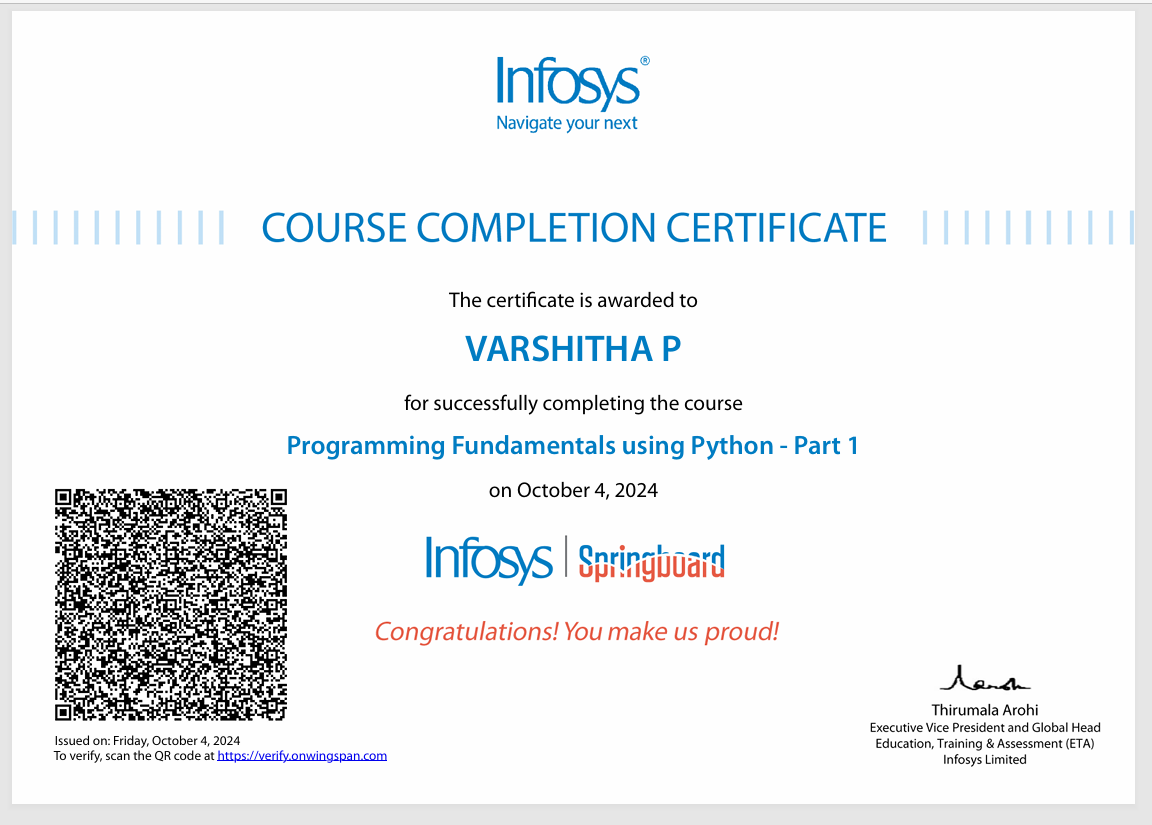 Infosys®
Navigate your next
COURSE COMPLETION CERTIFICATE
The certificate is awarded to
VARSHITHA P
for successfully completing the course
Programming Fundamentals using Python - Part 1
on October 4, 2024
Infosys | Springboard
Congratulations! You make us proud!
Issued on: Friday, October 4, 2024
To verify, scan the QR code at https://verify.onwingspan.com
Thirumala Arohi
Executive Vice President and Global Head
Education, Training & Assessment (ETA)
Infosys Limited